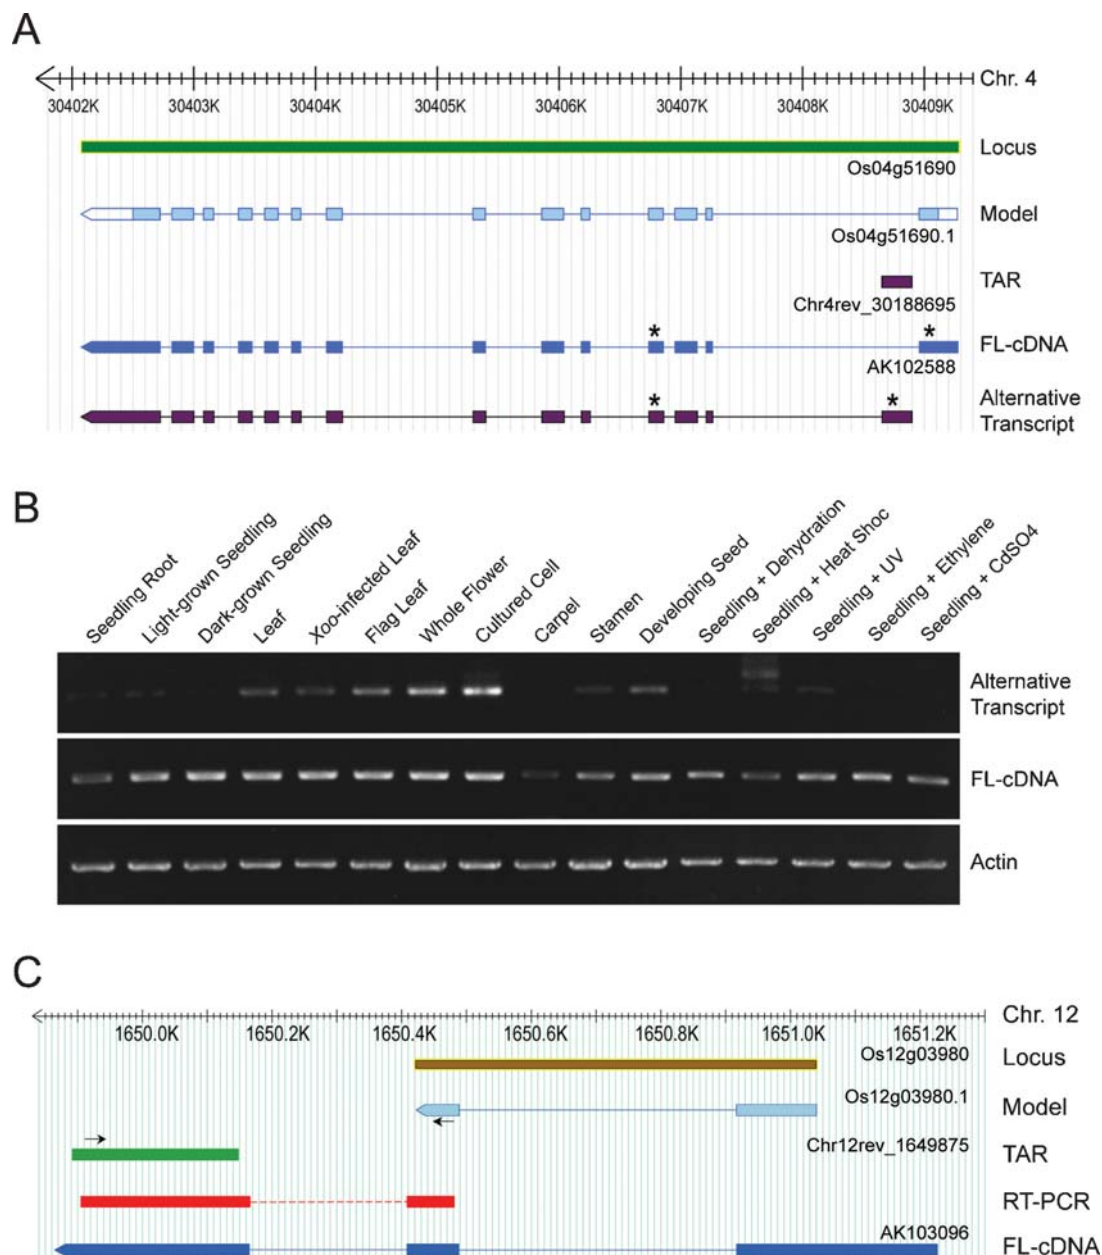 A
Chr. 4
30402K 30403K 30404K 30405K 30406K 30407K 30408K 30409K
Locus
Os04g51690
Model
Os04g51690.1
TAR
Chr4rev_30188695
* *
FL-cDNA
AK102588
* *
Alternative
Transcript
B
Seedling Root
Light-grown Seedling
Dark-grown Seedling
Leaf
Xoo-infected Leaf
Flag Leaf
Whole Flower
Cultured Cell
Carpel
Stamen
Developing Seed
Seedling + Dehydration
Seedling + Heat Shoc
Seedling + UV
Seedling + Ethylene
Seedling + CdSO4
Alternative
Transcript
FL-cDNA
Actin
C
Chr. 12
1650.0K 1650.2K 1650.4K 1650.6K 1650.8K 1651.0K 1651.2K
Os12g03980
Locus
Os12g03980.1
Model
Chr12rev_1649875
TAR
RT-PCR
AK103096
FL-cDNA